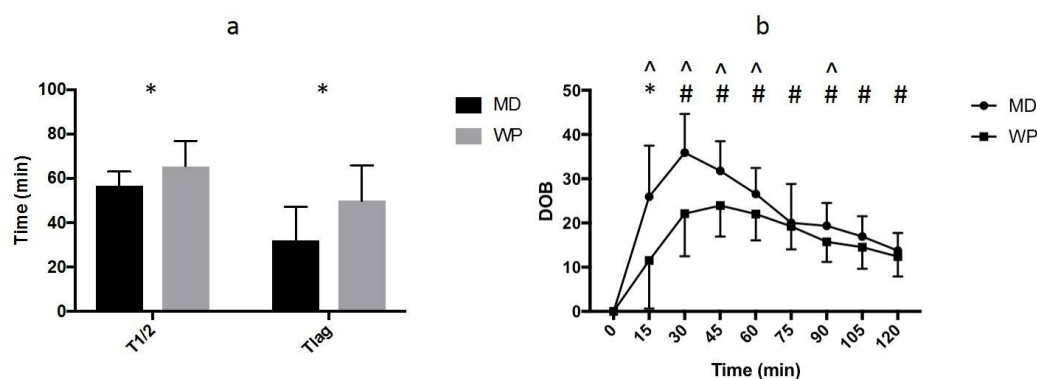 a
Time (min)
100
80
60
40
20
0
* *
T1/2
Tlag
MD
WP
b
DOB
50
40
30
20
10
0
^ ^ ^ ^ ^
* # # # # # # #
0
15
30
45
60
75
90
105
120
Time (min)
MD
WP